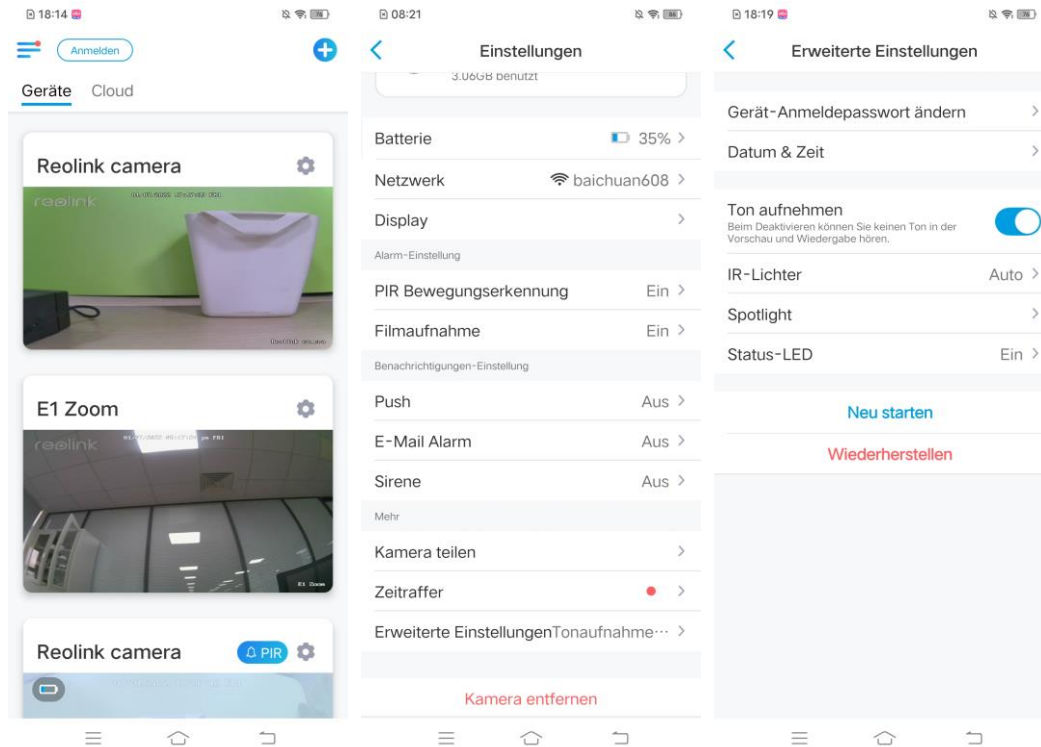 18:14
76
Anmelden
Geräte
Cloud
Reolink camera
reolink
E1 Zoom
reolink
E1 Zoom
Reolink camera
PIR
08:21
Einstellungen
3.06GB benutzt
Batterie
35%
Netzwerk
baichuan608
Display
Alarm-Einstellung
PIR Bewegungserkennung
Ein
Filmaufnahme
Ein
Benachrichtigungen-Einstellung
Push
Aus
E-Mail Alarm
Aus
Sirene
Aus
Mehr
Kamera teilen
Zeitraffer
Erweiterte EinstellungenTonaufnahme···
Kamera entfernen
18:19
Erweiterte Einstellungen
Gerät-Anmeldepasswort ändern
Datum & Zeit
Ton aufnehmen
Beim Deaktivieren können Sie keinen Ton in der
Vorschau und Wiedergabe hören.
IR-Lichter
Auto
Spotlight
Status-LED
Ein
Neu starten
Wiederherstellen